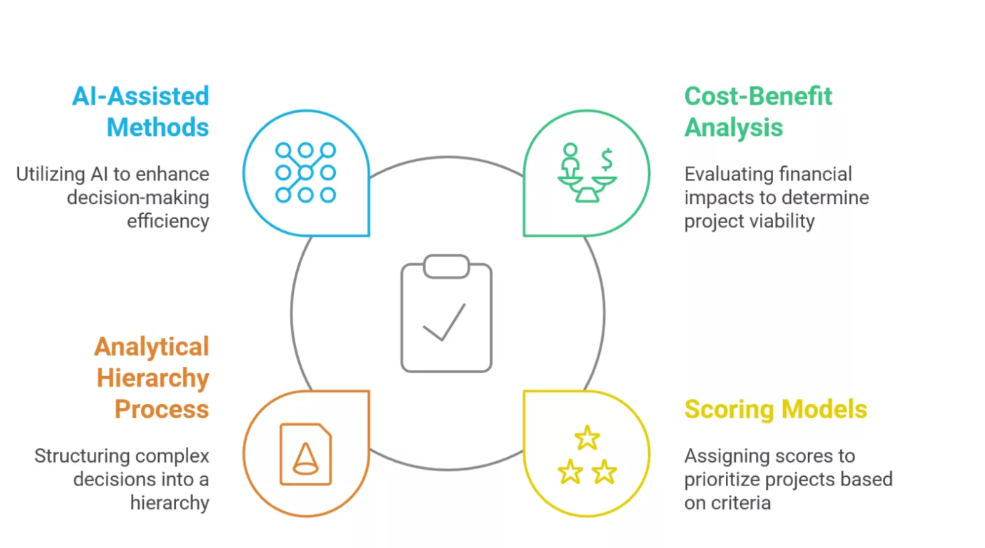 AI-Assisted
Methods
Utilizing AI to enhance
decision-making
efficiency
Cost-Benefit
Analysis
$
Evaluating financial
impacts to determine
project viability
Analytical
Hierarchy
Process
Structuring complex
decisions into a
hierarchy
Scoring Models
Assigning scores to
prioritize projects based
on criteria